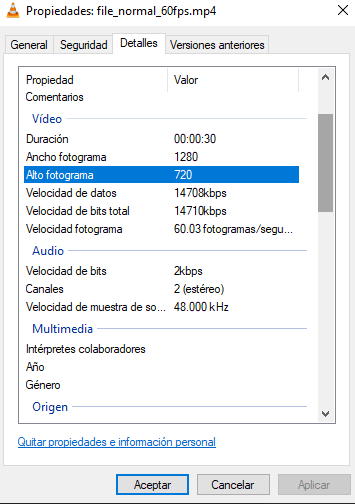 Propiedades: file_normal_60fps.mp4
General Seguridad Detalles Versiones anteriores
Propiedad Valor
Comentarios
Vídeo
Duración 00:00:30
Ancho fotograma 1280
Alto fotograma 720
Velocidad de datos 14708kbps
Velocidad de bits total 14710kbps
Velocidad fotograma 60.03 fotogramas/segu...
Audio
Velocidad de bits 2kbps
Canales 2 (estéreo)
Velocidad de muestra de so... 48.000 kHz
Multimedia
Intérpretes colaboradores
Año
Género
Origen
Quitar propiedades e información personal
Aceptar Cancelar Aplicar